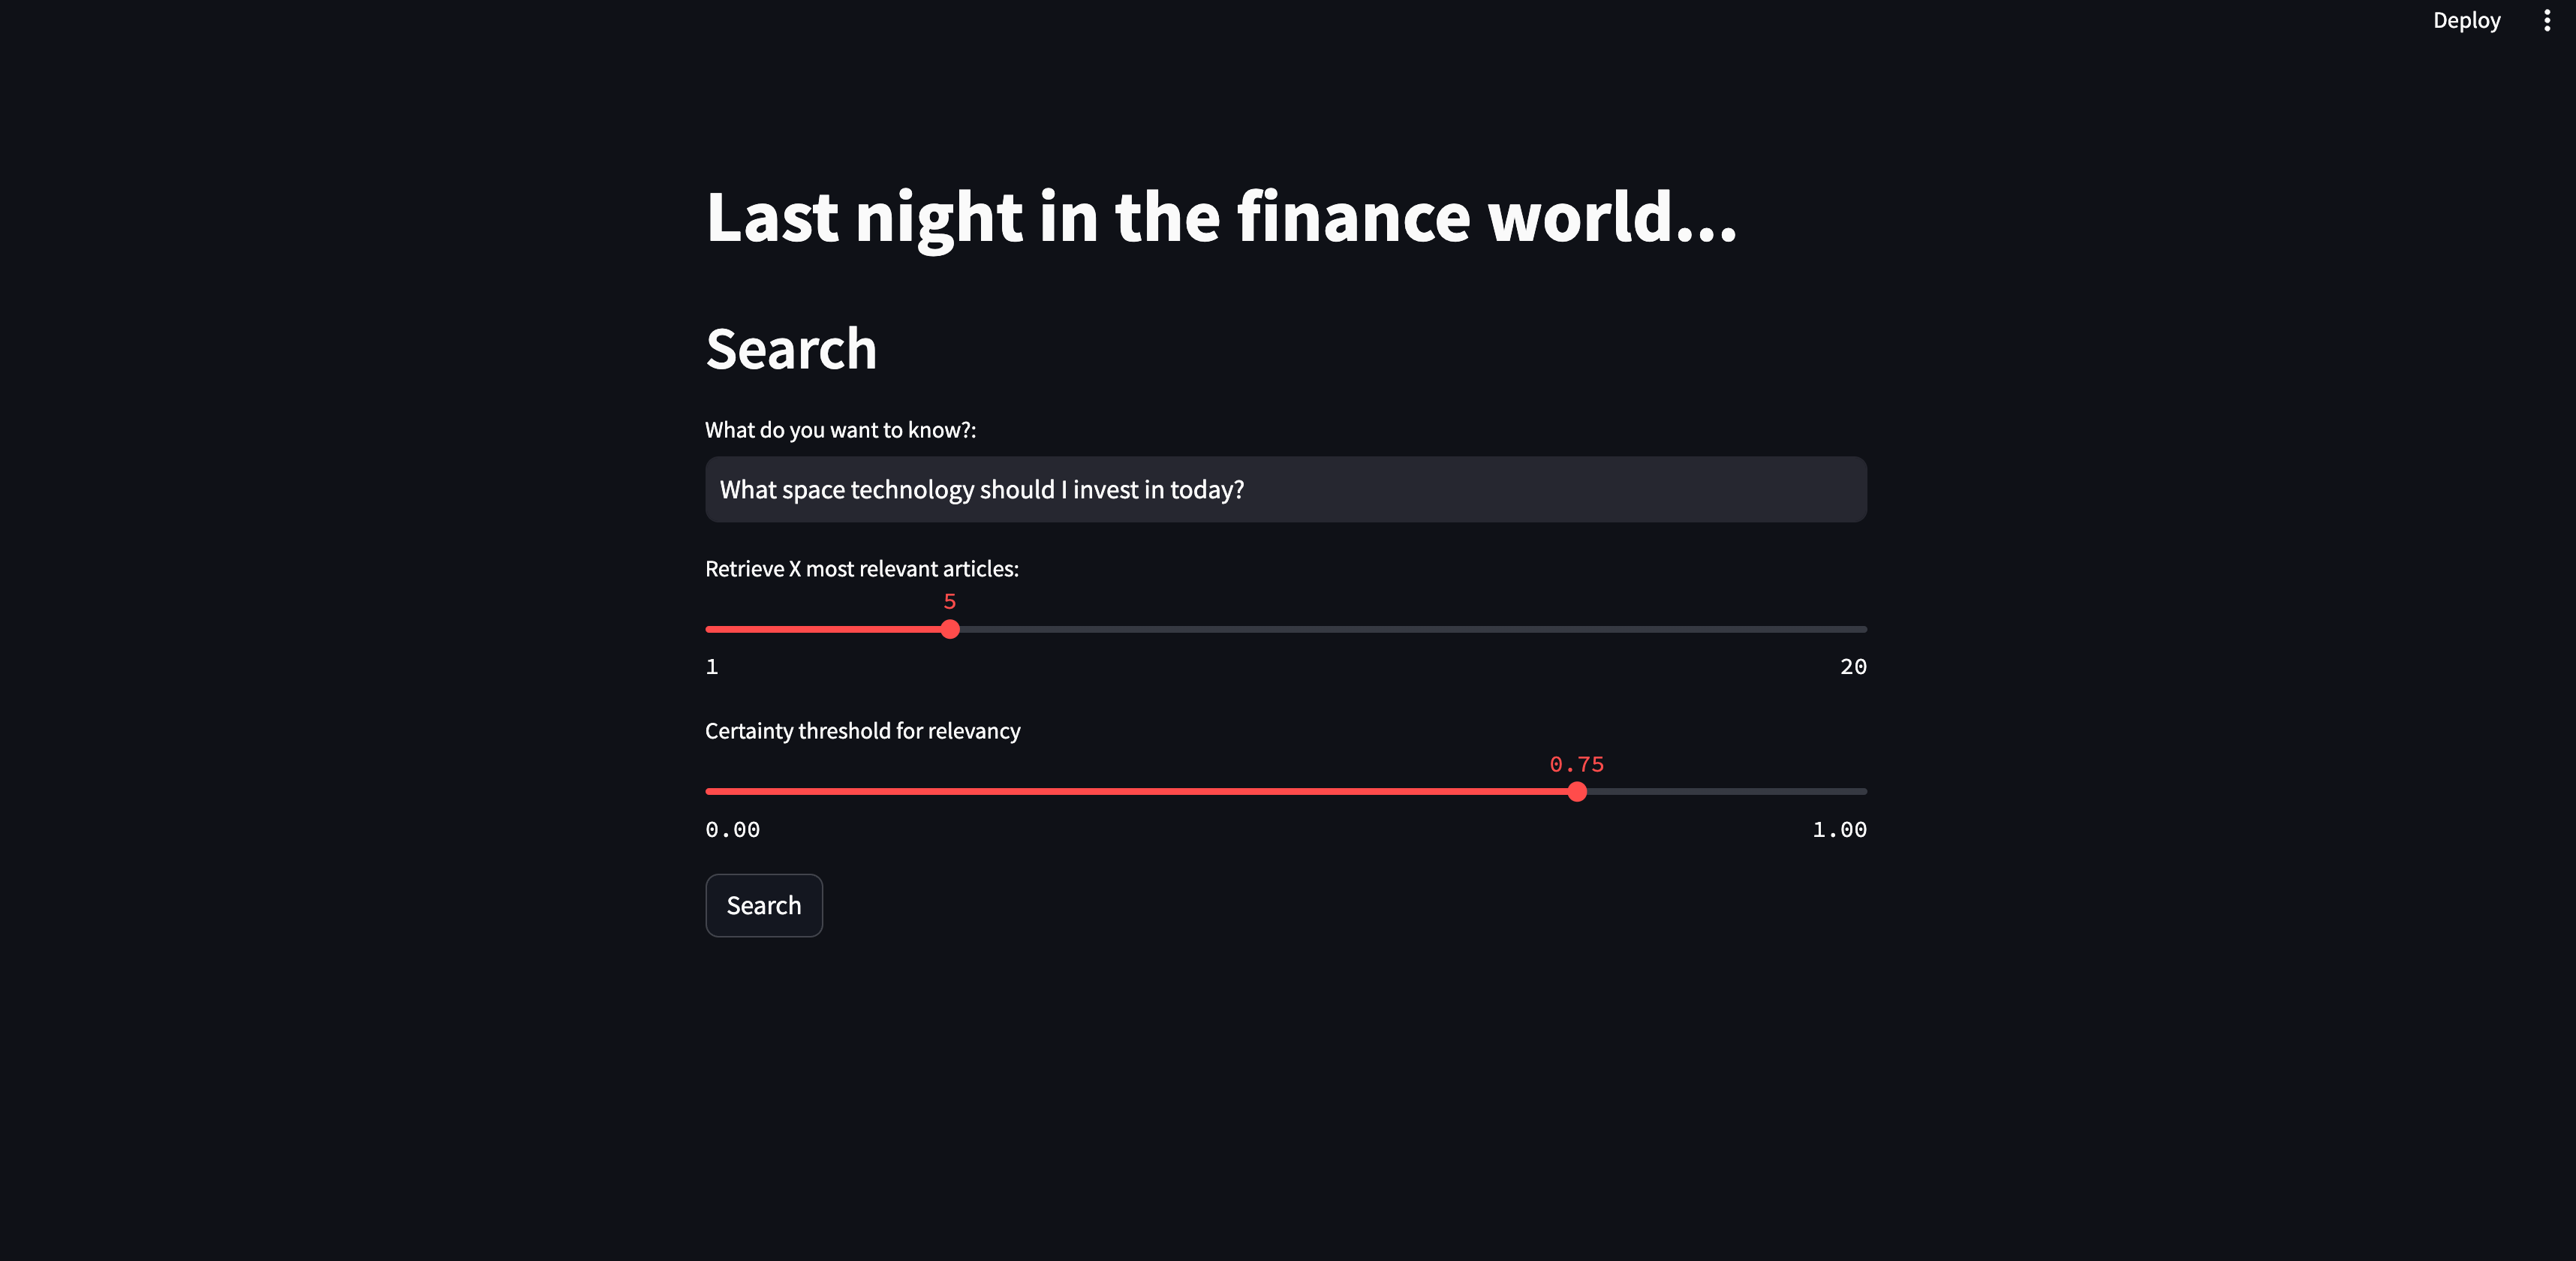 Deploy
Last night in the finance world...
Search
What do you want to know?:
What space technology should I invest in today?
Retrieve X most relevant articles:
5
1 20
Certainty threshold for relevancy
0.75
0.00 1.00
Search